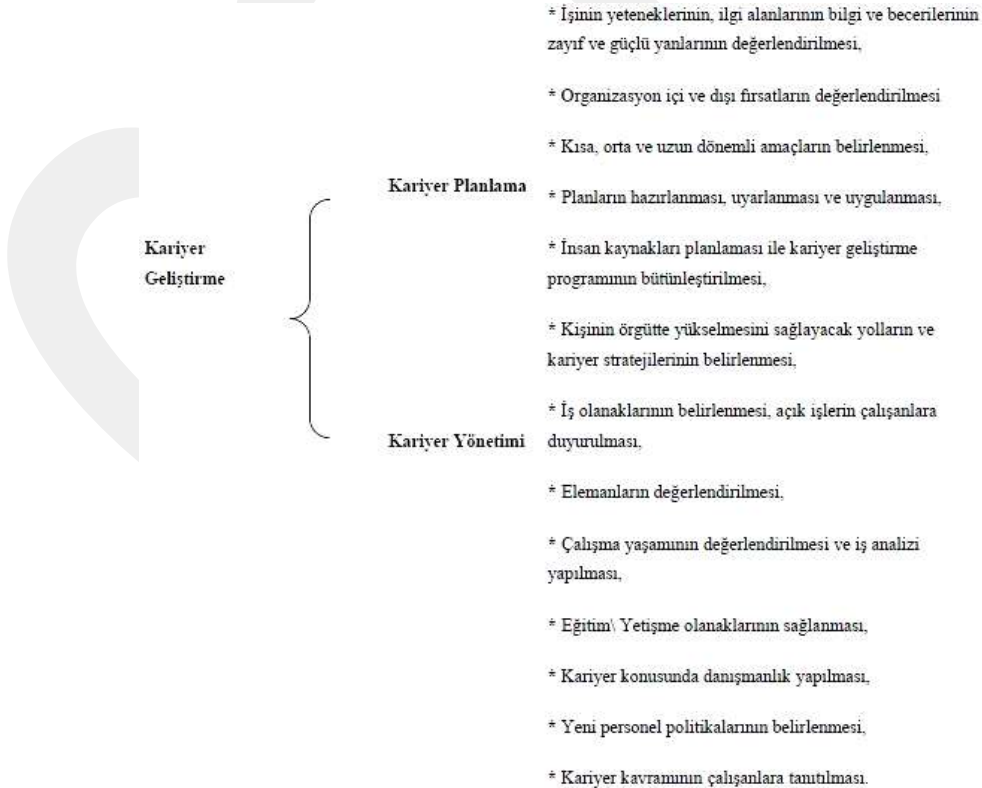 * İşinin yeteneklerinin, ilgi alanlarının bilgi ve becerilerinin
zayıf ve güçlü yanlarının değerlendirilmesi,
* Organizasyon içi ve dışı fırsatların değerlendirilmesi
* Kısa, orta ve uzun dönemli amaçların belirlenmesi,
Kariyer Planlama
* Planların hazırlanması, uyarlanması ve uygulanması,
Kariyer
Geliştirme
* İnsan kaynakları planlaması ile kariyer geliştirme
programının bütünleştirilmesi,
* Kişinin örgütte yükselmesini sağlayacak yolların ve
kariyer stratejilerinin belirlenmesi,
* İş olanaklarının belirlenmesi, açık işlerin çalışanlara
Kariyer Yönetimi duyurulması,
* Elemanların değerlendirilmesi,
* Çalışma yaşamının değerlendirilmesi ve iş analizi
yapılması,
* Eğitim\ Yetişme olanaklarının sağlanması,
* Kariyer konusunda danışmanlık yapılması,
* Yeni personel politikalarının belirlenmesi,
* Kariyer kavramının çalışanlara tanıtılması.